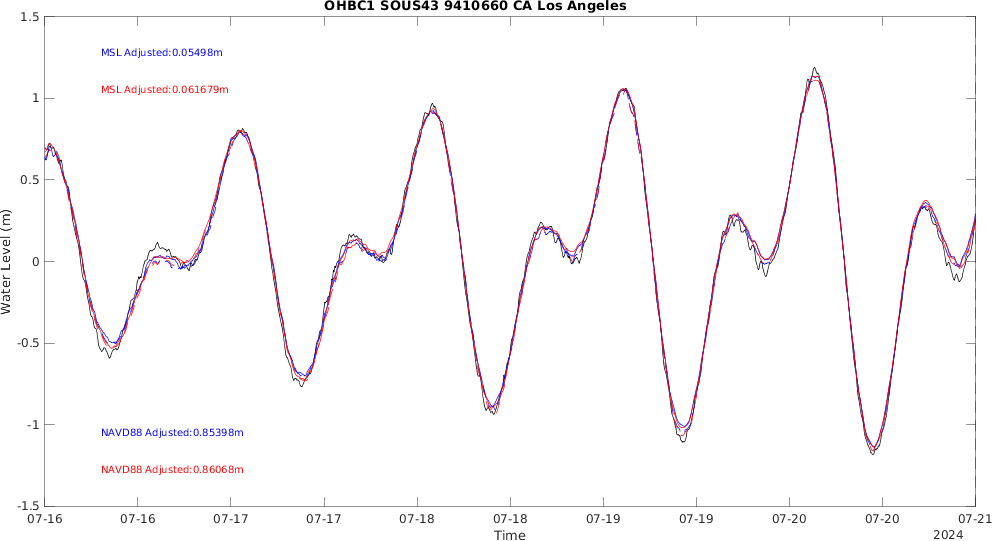 OHBC1 SOUS43 9410660 CA Los Angeles
1.5
MSL Adjusted:0.05498m
MSL Adjusted:0.061679m
1
0.5
0
-0.5
-1
-1.5
Water Level (m)
NAVD88 Adjusted:0.85398m
NAVD88 Adjusted:0.86068m
07-16 07-16 07-17 07-17 07-18 07-18 07-19 07-19 07-20 07-20 07-21
Time
2024